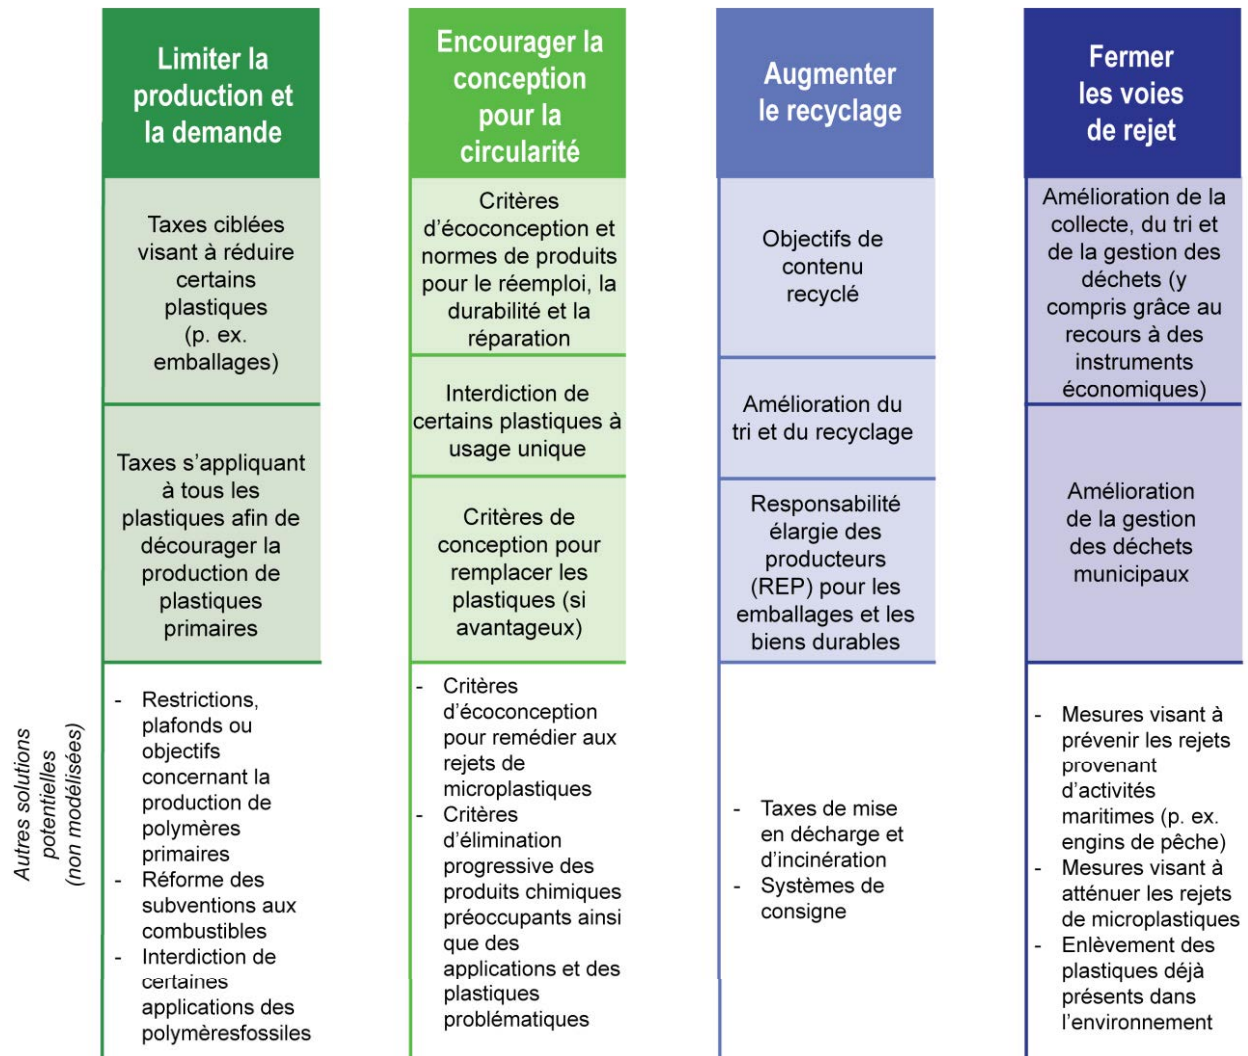 Limiter la
production et
la demande
Taxes ciblées
visant à réduire
certains
plastiques
(p. ex.
emballages)
Taxes s'appliquant
à tous les
plastiques afin de
décourager la
production de
plastiques
primaires
Encourager la
conception
pour la
circularité
Critères
d'écoconception et
normes de produits
pour le réemploi, la
durabilité et la
réparation
Interdiction de
certains plastiques à
usage unique
Critères de
conception pour
remplacer les
plastiques (si
avantageux)
Augmenter
le recyclage
Objectifs de
contenu
recyclé
Amélioration du
tri et du recyclage
Responsabilité
élargie des
producteurs
(REP) pour les
emballages et les
biens durables
Fermer
les voies
de rejet
Amélioration de la
collecte, du tri et
de la gestion des
déchets (y
compris grâce au
recours à des
instruments
économiques)
Amélioration
de la gestion
des déchets
municipaux
Autres solutions
potentielles
(non modélisées)
- Restrictions,
plafonds ou
objectifs
concernant la
production de
polymères
primaires
- Réforme des
subventions aux
combustibles
- Interdiction de
certaines
applications des
polymèresfossiles
- Critères
d'écoconception
pour remédier aux
rejets de
microplastiques
- Critères
d'élimination
progressive des
produits chimiques
préoccupants ainsi
que des
applications et des
plastiques
problématiques
- Taxes de mise
en décharge et
d'incinération
- Systèmes de
consigne
- Mesures visant à
prévenir les rejets
provenant
d'activités
maritimes (p. ex.
engins de pêche)
- Mesures visant à
atténuer les rejets
de microplastiques
- Enlèvement des
plastiques déjà
présents dans
l'environnement